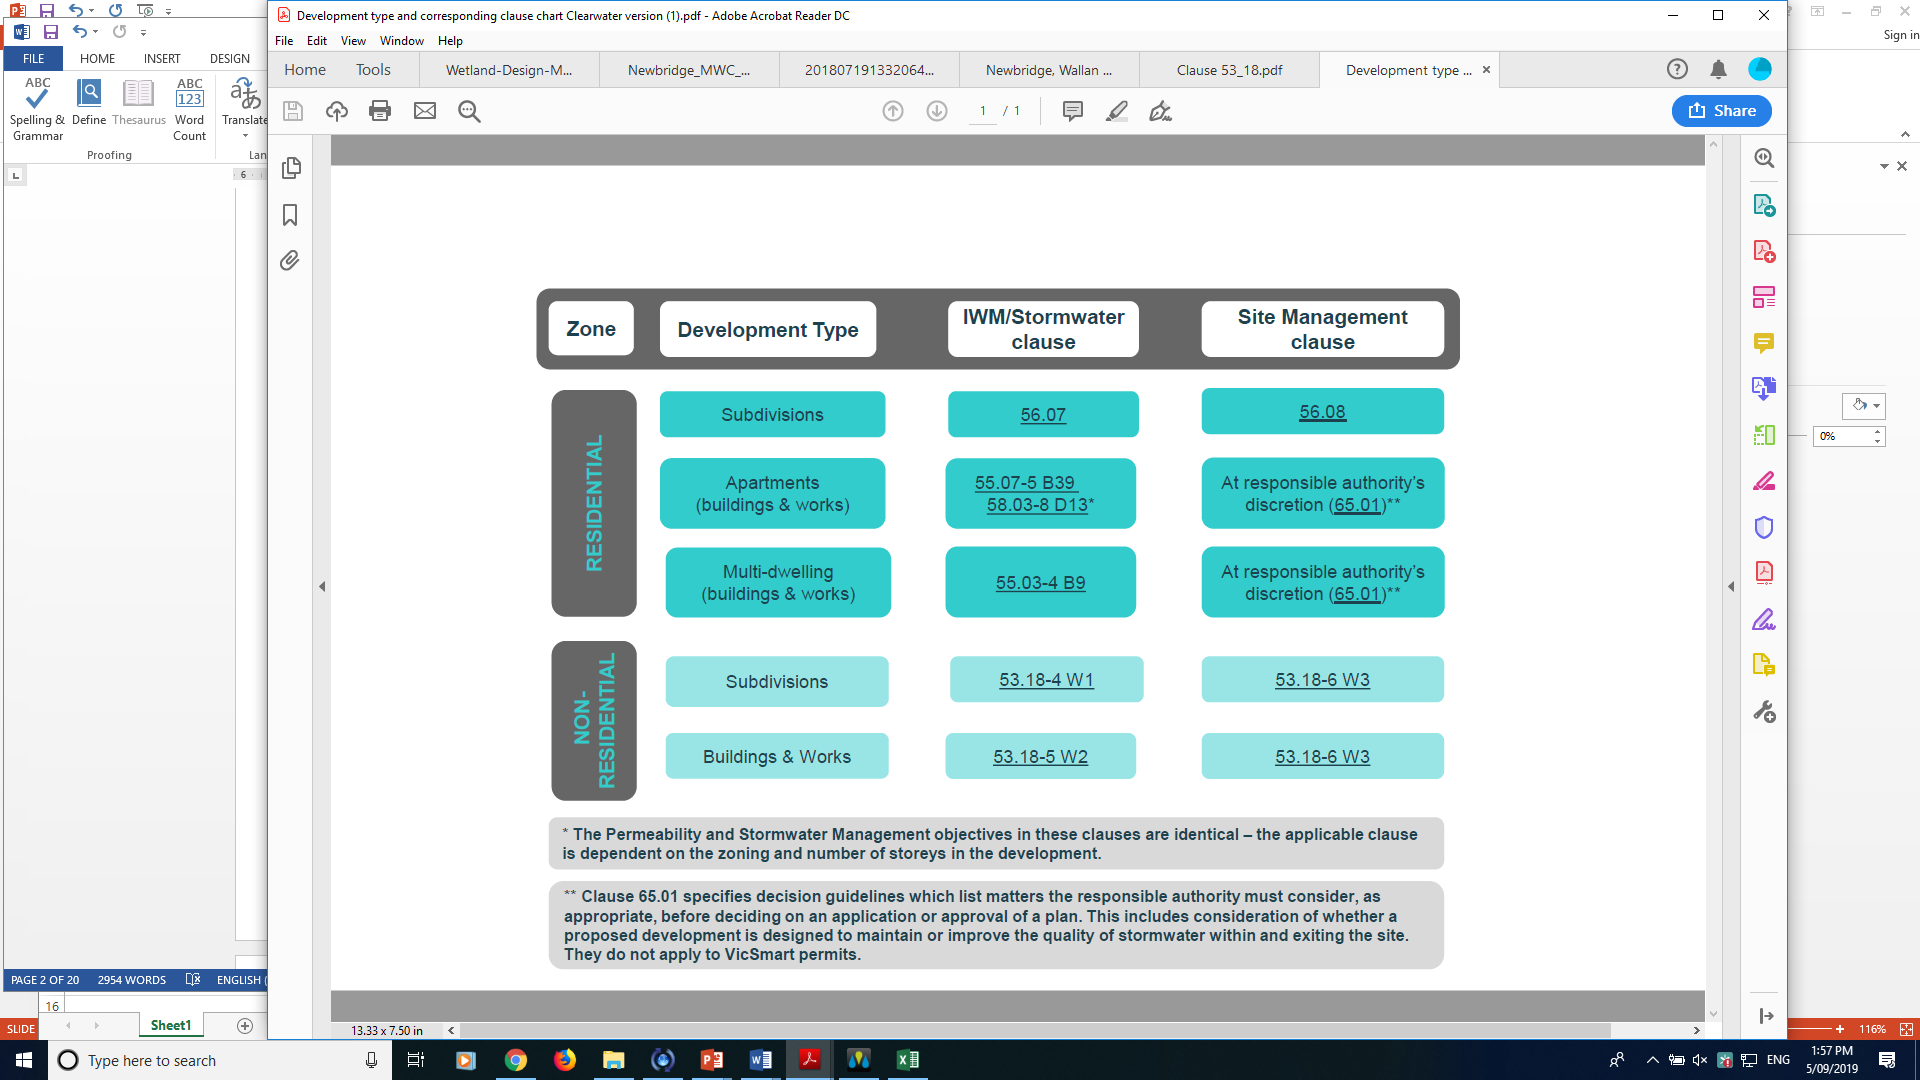 Development type and corresponding clause chart Clearwater version (1).pdf - Adobe Acrobat Reader DC
Sign in
File Edit View Window Help
FILE HOME INSERT DESIGN
Home Tools Wetland-Design-M... Newbridge_MWC_... 201807191332064... Newbridge, Wallan ... Clause 53_18.pdf Development type ...
ABC ABC
123
Spelling & Define Thesaurus Word Translate
Grammar Count
Proofing Lan
1 / 1
Share
6
Zone
Development Type
IWM/Stormwater
clause
Site Management
clause
RESIDENTIAL
Subdivisions
56.07
56.08
Apartments
(buildings & works)
55.07-5 B39
58.03-8 D13*
At responsible authority's
discretion (65.01)**
Multi-dwelling
(buildings & works)
55.03-4 B9
At responsible authority's
discretion (65.01)**
NON-
RESIDENTIAL
Subdivisions
53.18-4 W1
53.18-6 W3
Buildings & Works
53.18-5 W2
53.18-6 W3
* The Permeability and Stormwater Management objectives in these clauses are identical – the applicable clause
is dependent on the zoning and number of storeys in the development.
** Clause 65.01 specifies decision guidelines which list matters the responsible authority must consider, as
appropriate, before deciding on an application or approval of a plan. This includes consideration of whether a
proposed development is designed to maintain or improve the quality of stormwater within and exiting the site.
They do not apply to VicSmart permits.
0%
PAGE 2 OF 20 2954 WORDS ENGLISH (
16
SLIDE Sheet1
13.33 x 7.50 in
116%
Type here to search
ENG
1:57 PM
5/09/2019